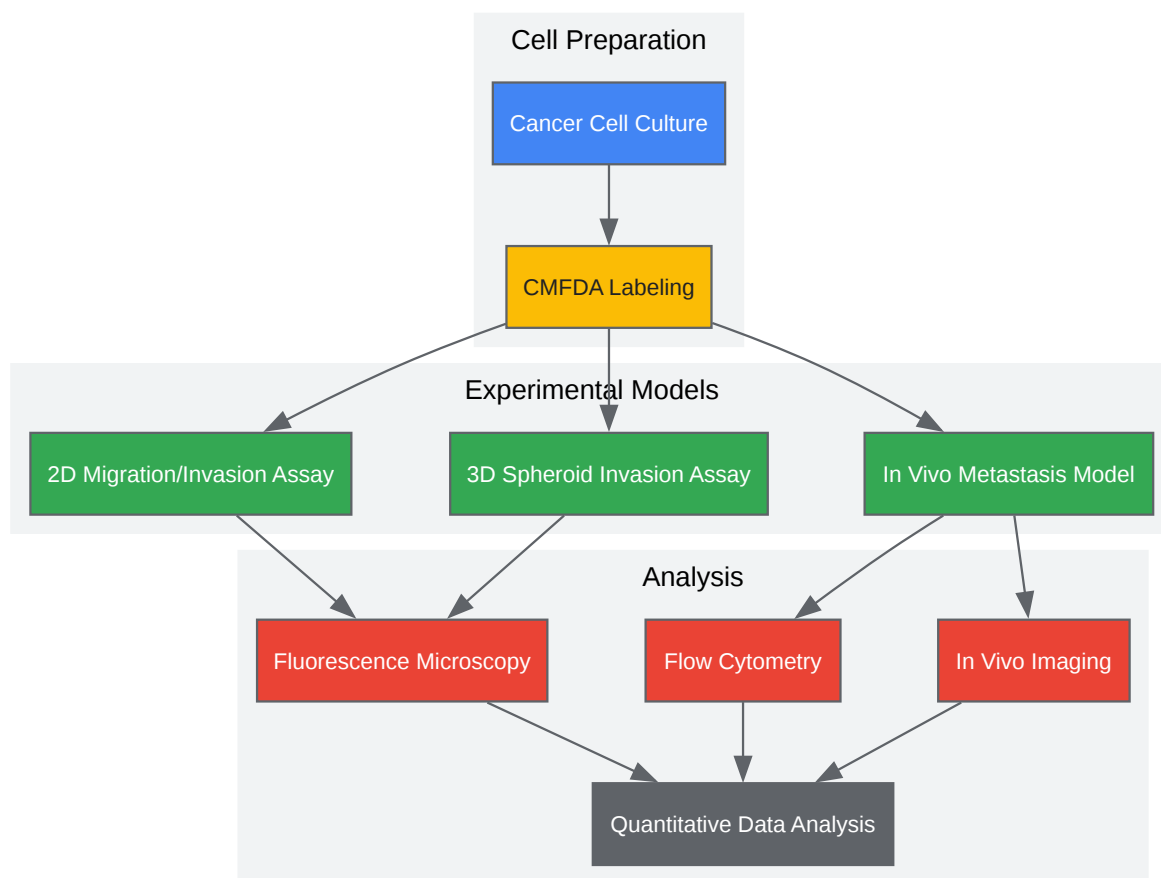 Cell Preparation
Cancer Cell Culture
CMFDA Labeling
Experimental Models
2D Migration/Invasion Assay
3D Spheroid Invasion Assay
In Vivo Metastasis Model
Analysis
Fluorescence Microscopy
Flow Cytometry
In Vivo Imaging
Quantitative Data Analysis